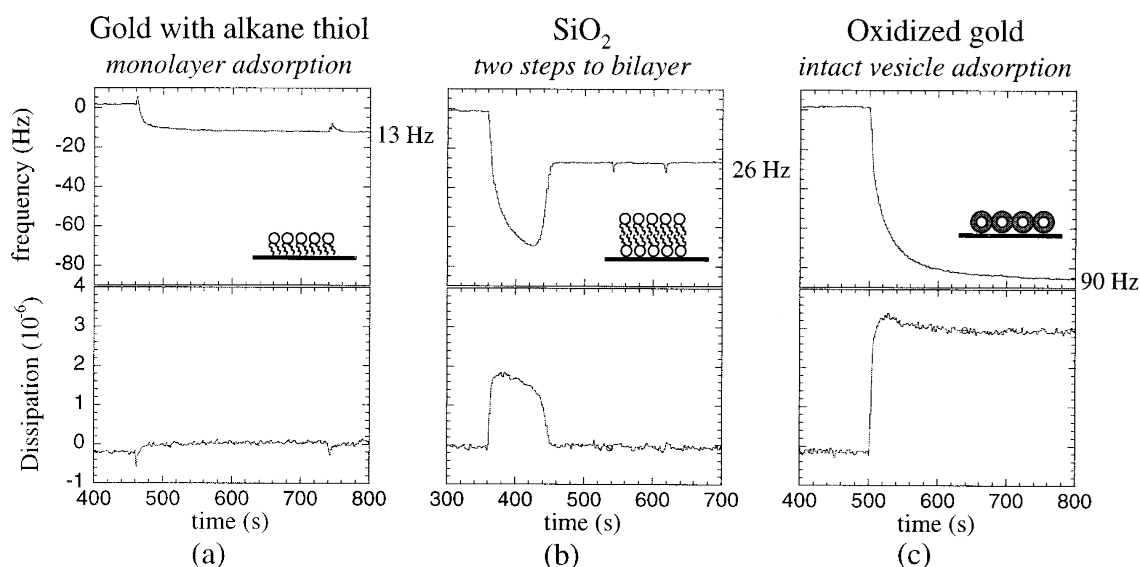 Gold with alkane thiol
monolayer adsorption
SiO₂
two steps to bilayer
Oxidized gold
intact vesicle adsorption
frequency (Hz)
0
-20
-40
-60
-80
13 Hz
26 Hz
90 Hz
Dissipation (10⁻⁶)
4
3
2
1
0
-1
400 500 600 700 800
300 400 500 600 700
400 500 600 700 800
time (s)
time (s)
time (s)
(a)
(b)
(c)